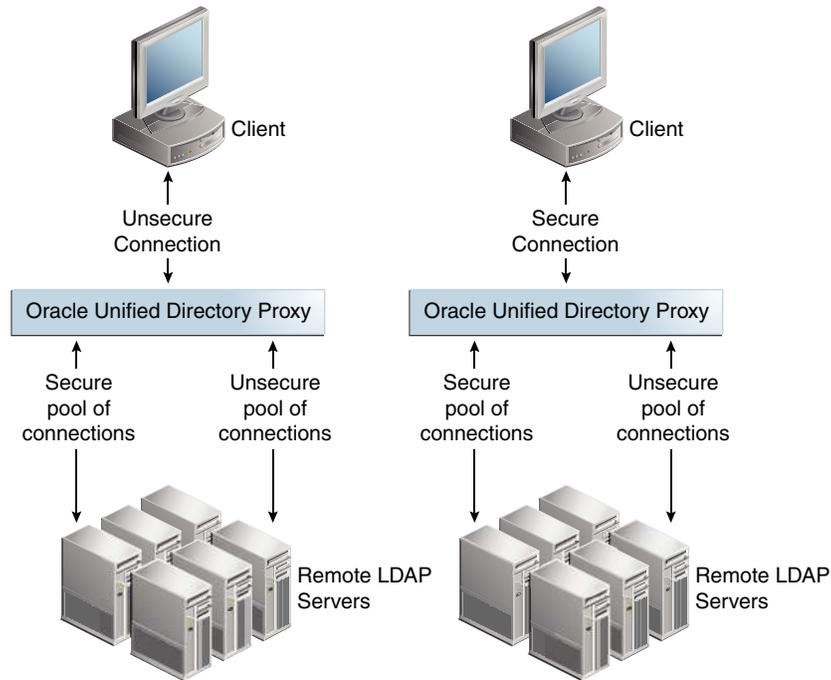 Client
Client
Unsecure
Connection
Secure
Connection
Oracle Unified Directory Proxy
Oracle Unified Directory Proxy
Secure
pool of
connections
Unsecure
pool of
connections
Secure
pool of
connections
Unsecure
pool of
connections
Remote LDAP
Servers
Remote LDAP
Servers